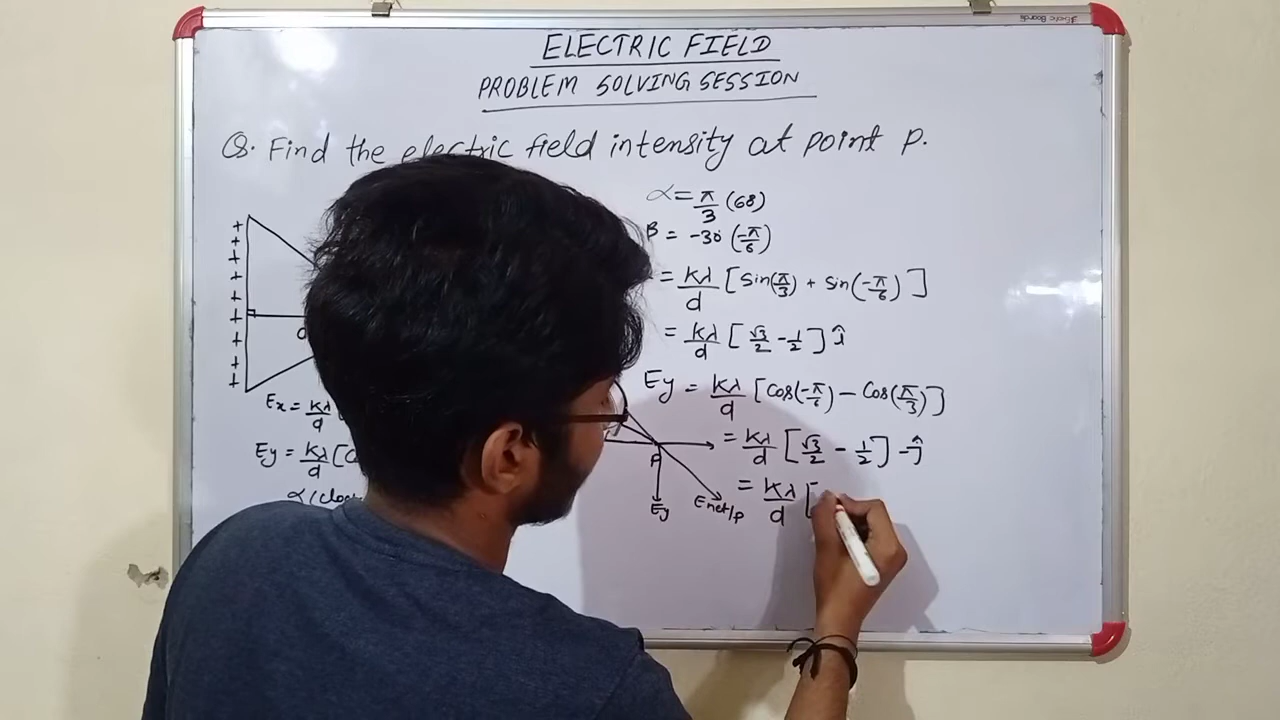 ELECTRIC FIELD
PROBLEM SOLVING SESSION
Q. Find the electric field intensity at point P.
α = π/3 (60)
β = -30° (-π/6)
= kλ/d [sin(π/3) + sin(-π/6)]
= kλ/d [√3/2 - 1/2] î
Ey = kλ/d [cos(-π/6) - cos(π/3)]
= kλ/d [√3/2 - 1/2] -ĵ
= kλ/d [
+
+
+
+
+
+
+
+
d
Ex = kλ/d
Ey = kλ/d [C
α (cloc
P
Ey
Enet/P